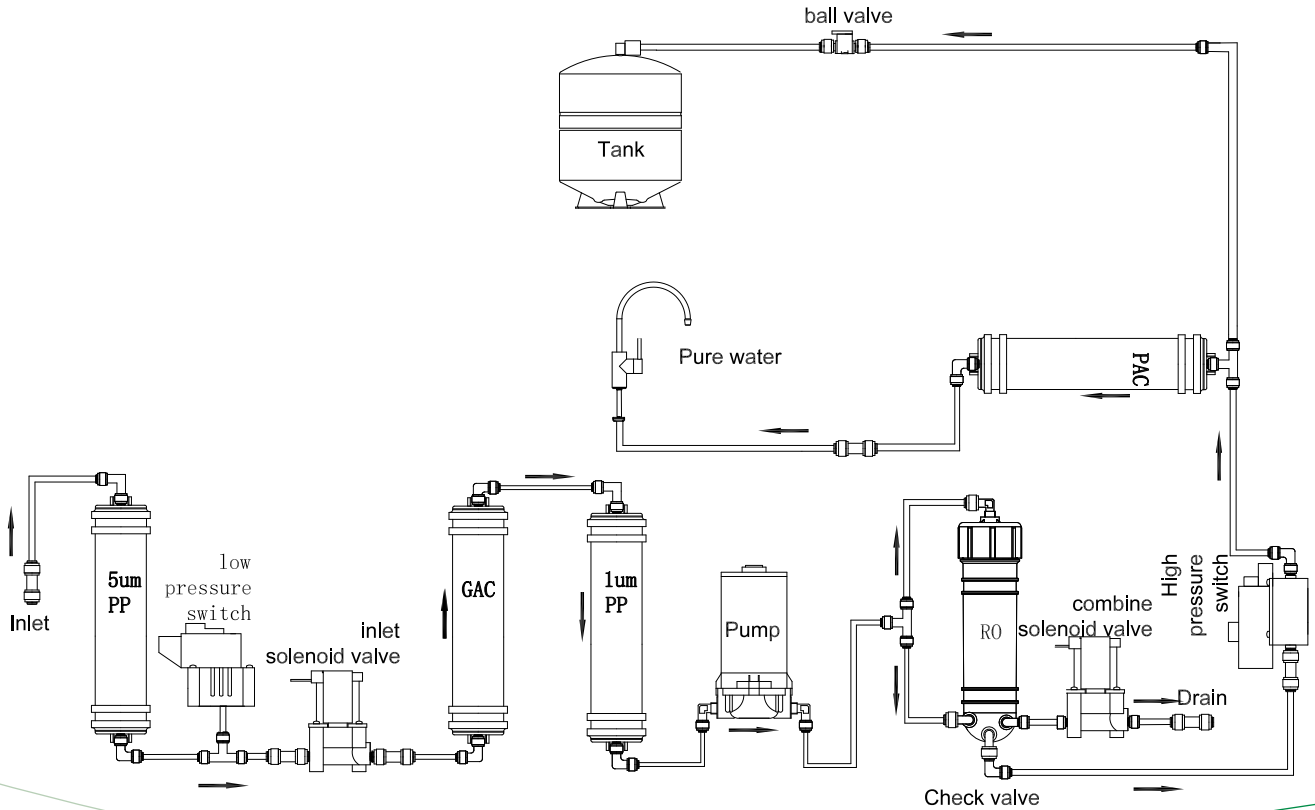 ball valve
Tank
Pure water
PAC
Inlet
5um
PP
low
pressure
switch
inlet
solenoid valve
GAC
1um
PP
Pump
RO
combine
solenoid valve
High
pressure
switch
Drain
Check valve